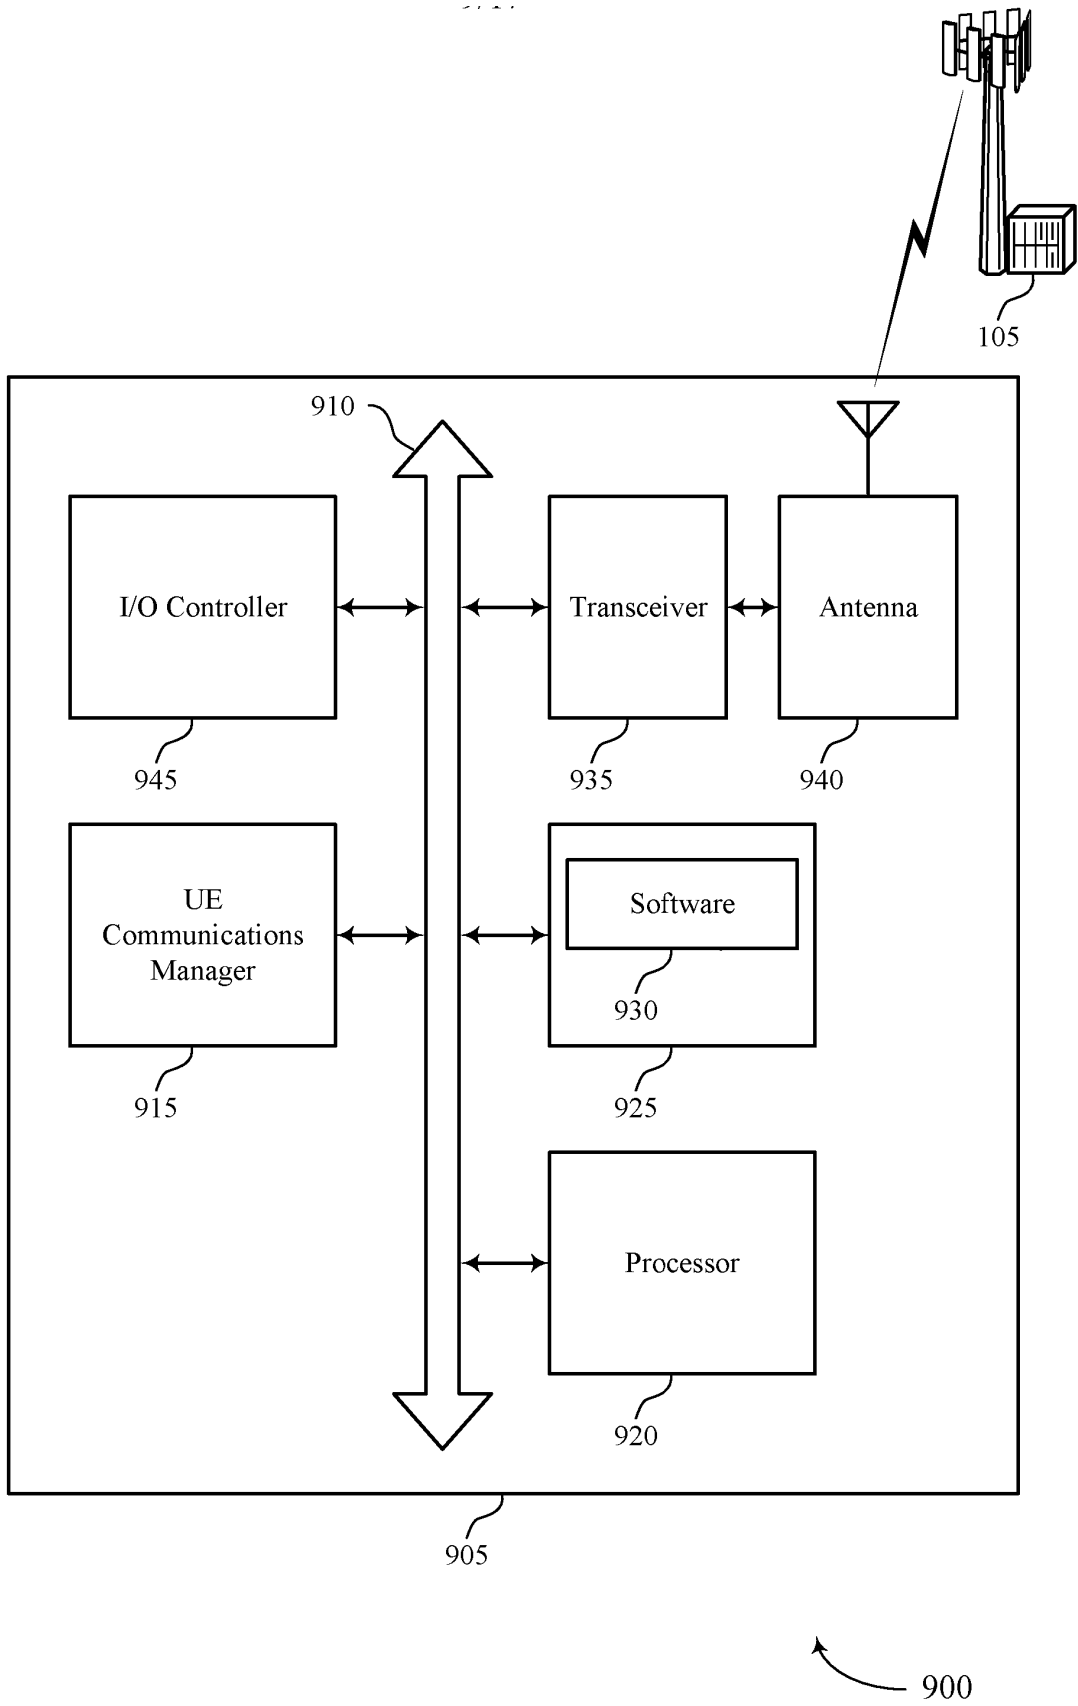 105
910
I/O Controller
Transceiver
Antenna
945
935
940
UE
Communications
Manager
Software
930
915
925
Processor
920
905
900